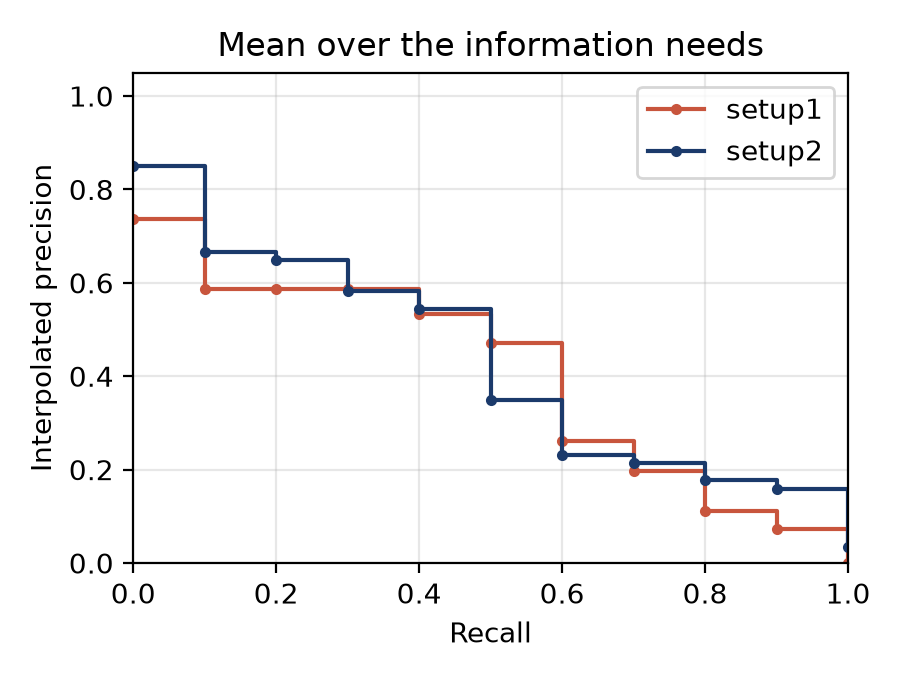 Mean over the information needs
setup1
setup2
Interpolated precision
1.0
0.8
0.6
0.4
0.2
0.0
0.0 0.2 0.4 0.6 0.8 1.0
Recall